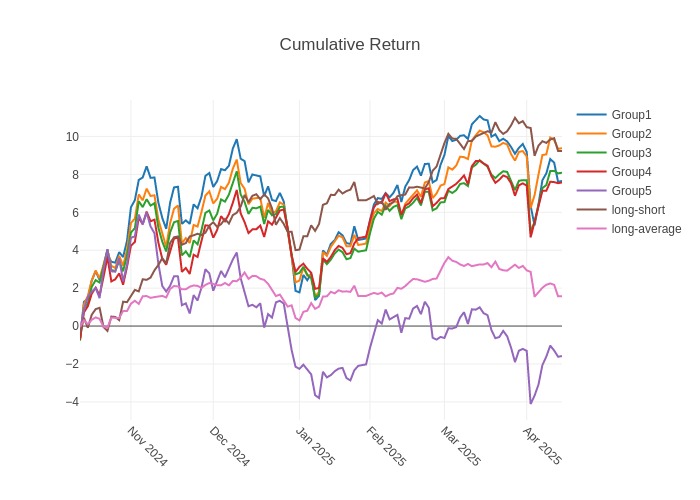 Cumulative Return
10
8
6
4
2
0
−2
−4
Nov 2024
Dec 2024
Jan 2025
Feb 2025
Mar 2025
Apr 2025
Group1
Group2
Group3
Group4
Group5
long-short
long-average